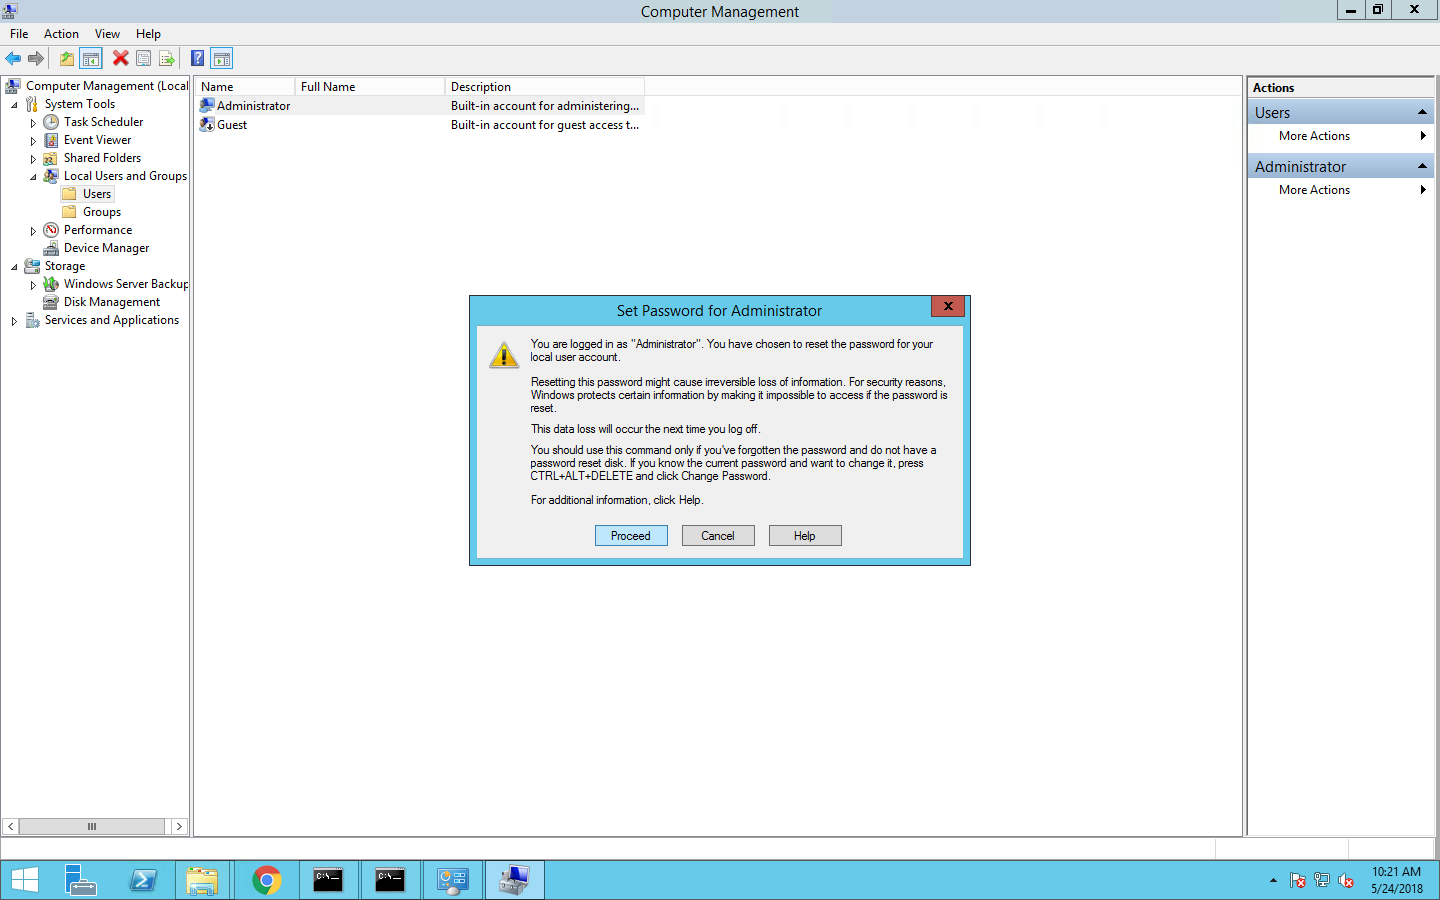 Computer Management
File Action View Help
Computer Management (Local
System Tools
Task Scheduler
Event Viewer
Shared Folders
Local Users and Groups
Users
Groups
Performance
Device Manager
Storage
Windows Server Backup
Disk Management
Services and Applications
Name Full Name Description
Administrator Built-in account for administering...
Guest Built-in account for guest access t...
Actions
Users
More Actions
Administrator
More Actions
Set Password for Administrator
You are logged in as "Administrator". You have chosen to reset the password for your
local user account.
Resetting this password might cause irreversible loss of information. For security reasons,
Windows protects certain information by making it impossible to access if the password is
reset.
This data loss will occur the next time you log off.
You should use this command only if you've forgotten the password and do not have a
password reset disk. If you know the current password and want to change it, press
CTRL+ALT+DELETE and click Change Password.
For additional information, click Help.
Proceed Cancel Help
10:21 AM
5/24/2018